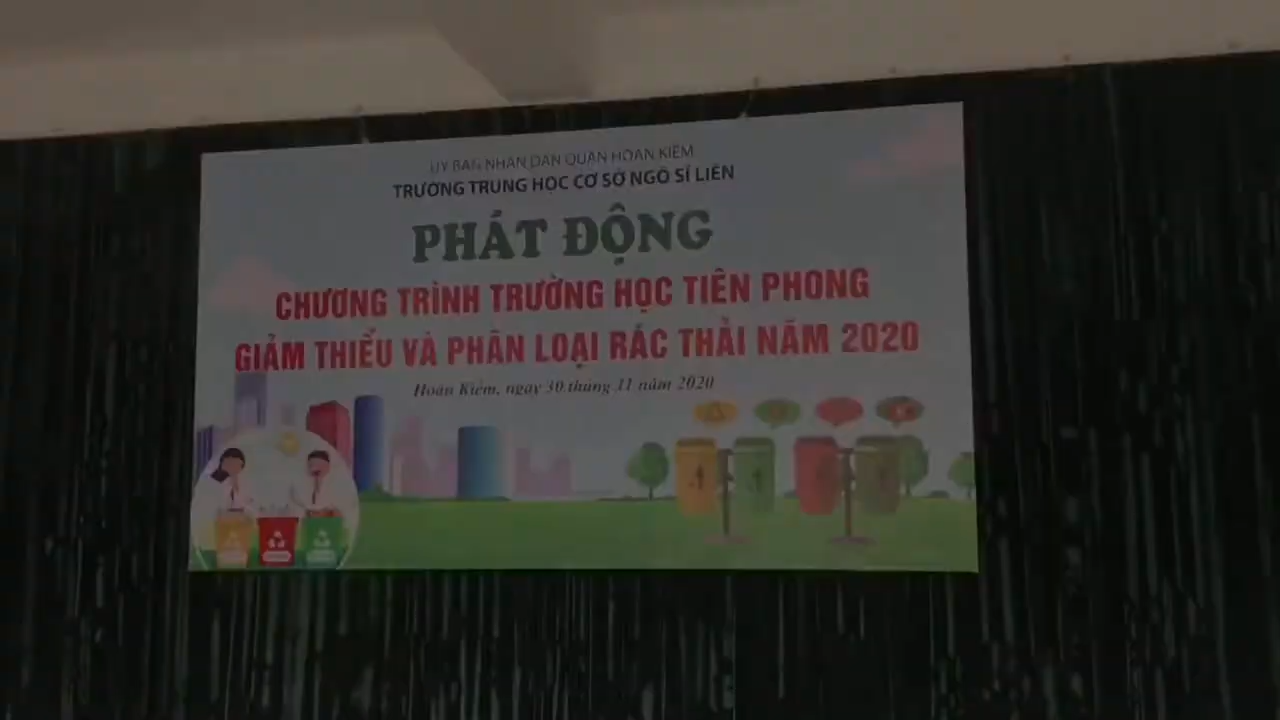 ỦY BAN NHÂN DÂN QUẬN HOÀN KIẾM
TRƯỜNG TRUNG HỌC CƠ SỞ NGÔ SĨ LIÊN
PHÁT ĐỘNG
CHƯƠNG TRÌNH TRƯỜNG HỌC TIÊN PHONG
GIẢM THIỂU VÀ PHÂN LOẠI RÁC THẢI NĂM 2020
Hoàn Kiếm, ngày 30 tháng 11 năm 2020